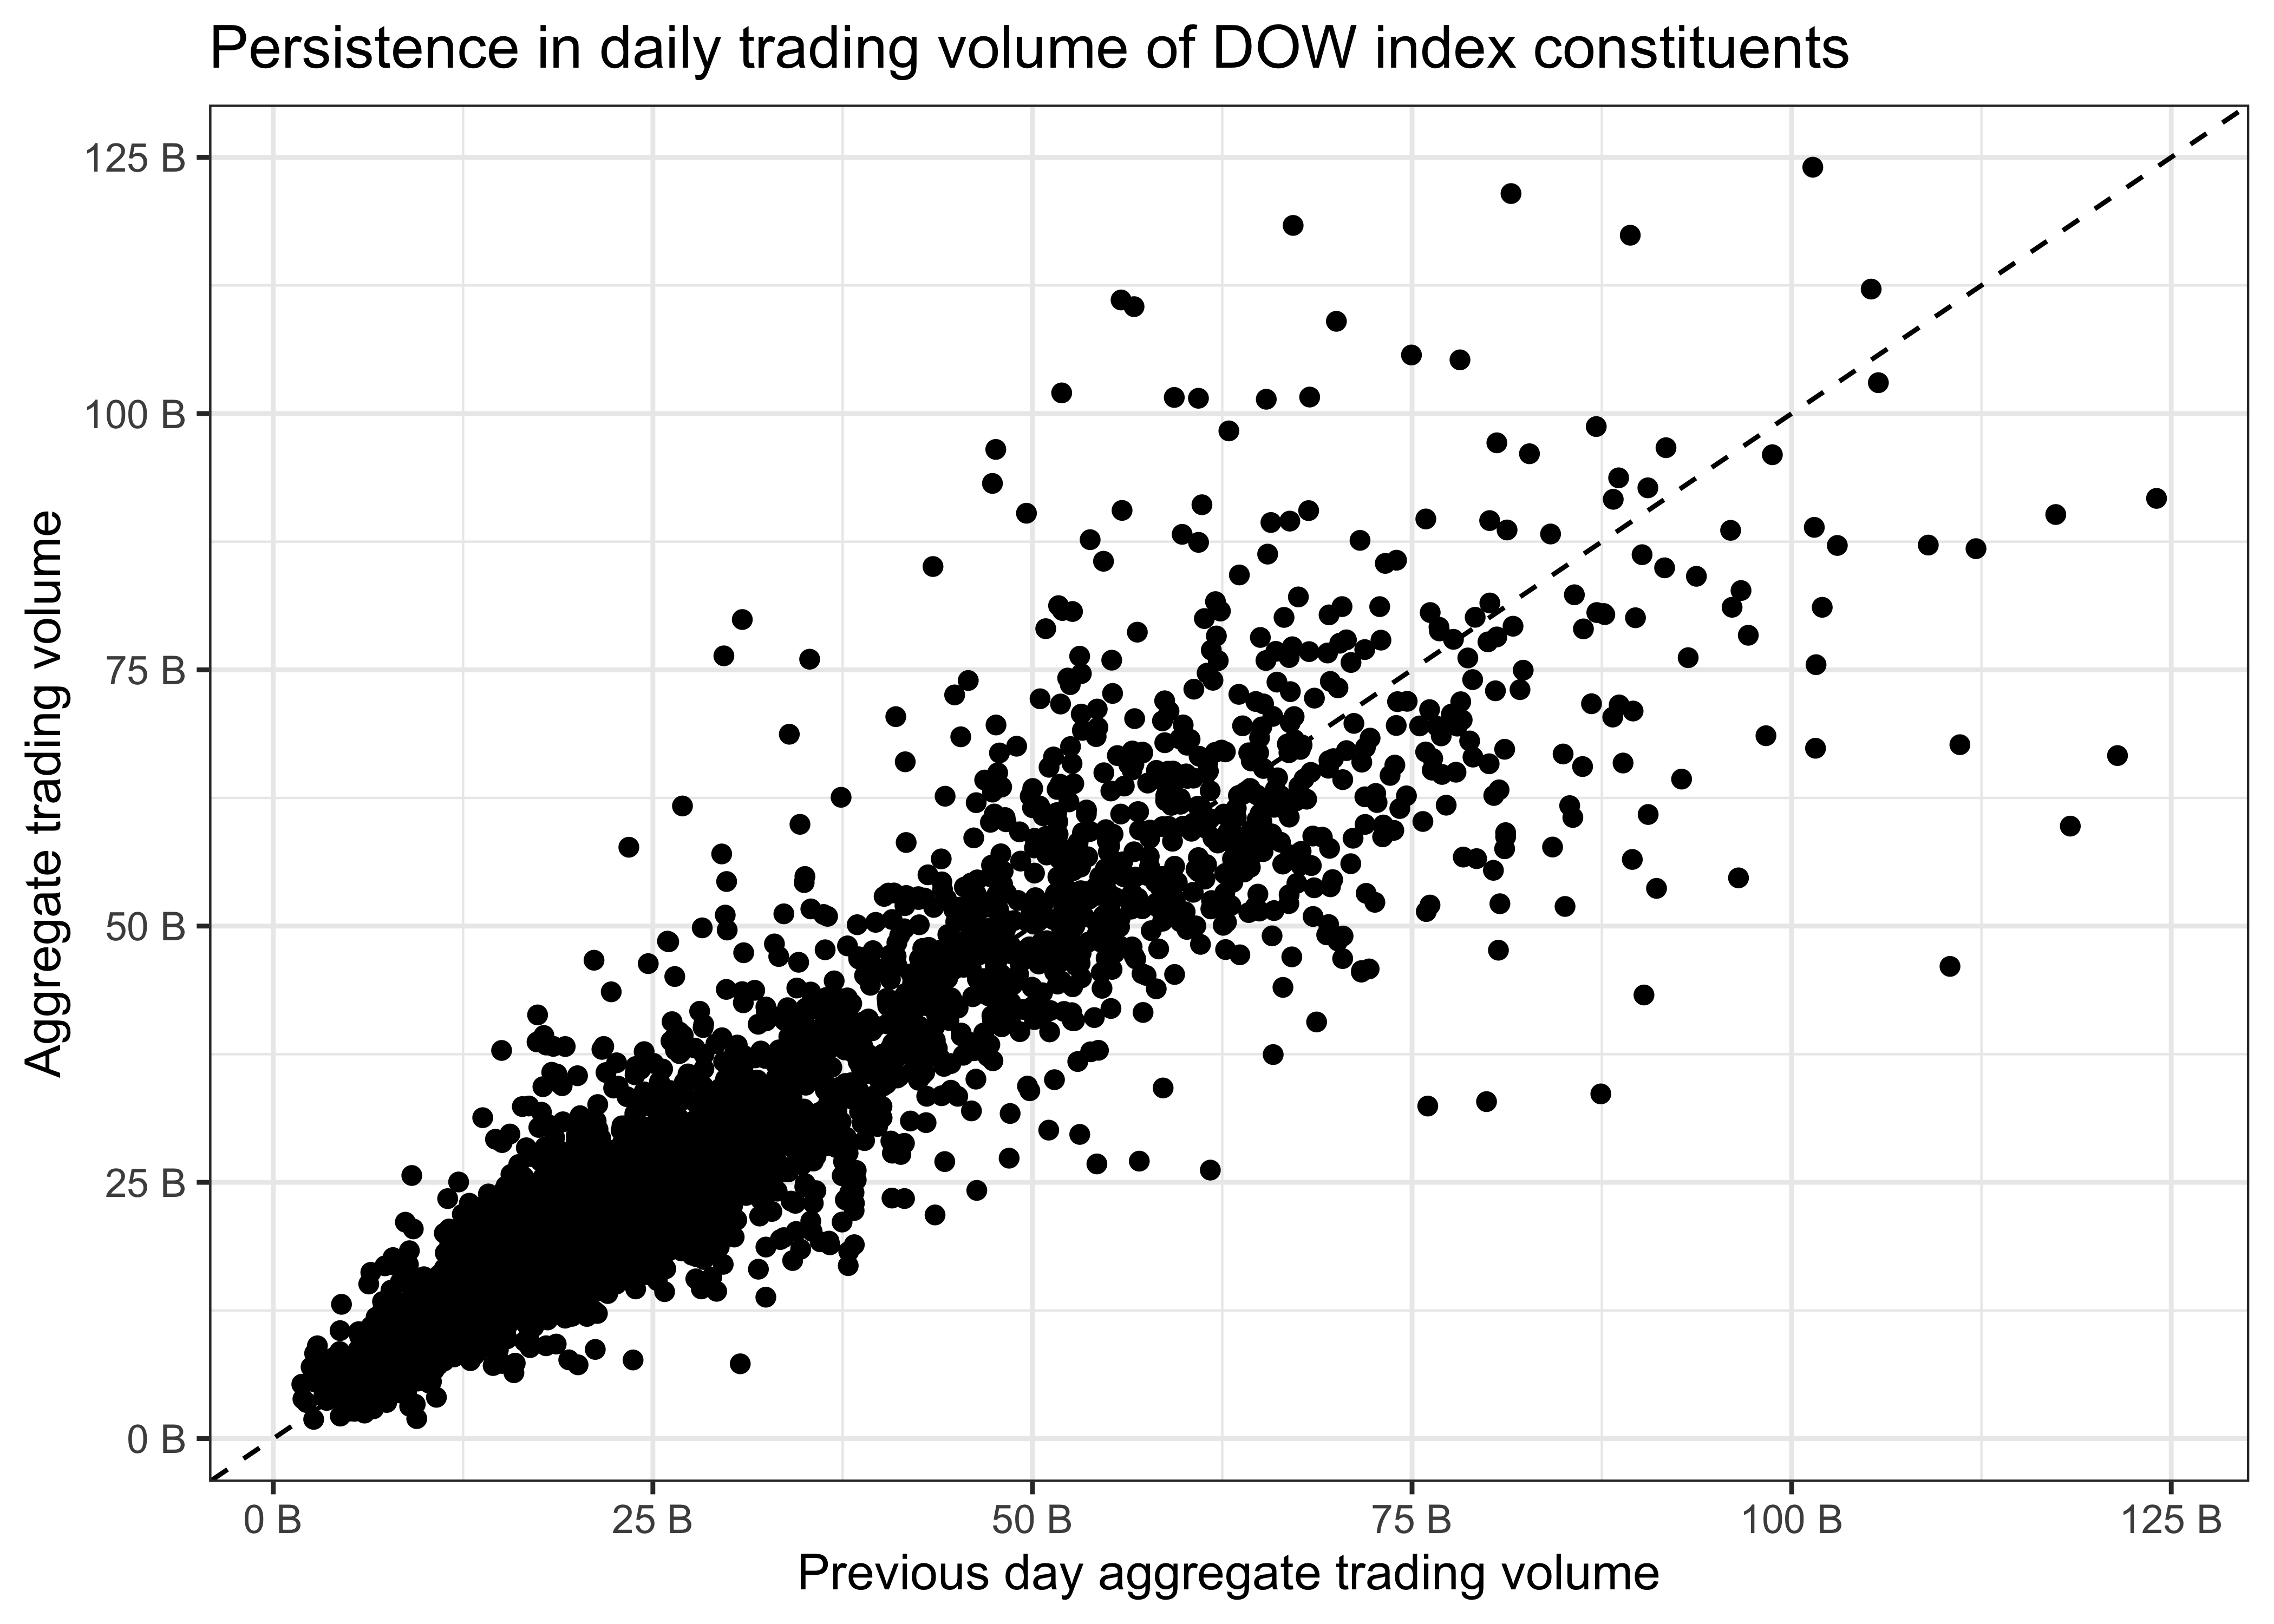 Persistence in daily trading volume of DOW index constituents
125 B
100 B
75 B
50 B
25 B
0 B
Aggregate trading volume
0 B
25 B
50 B
75 B
100 B
125 B
Previous day aggregate trading volume